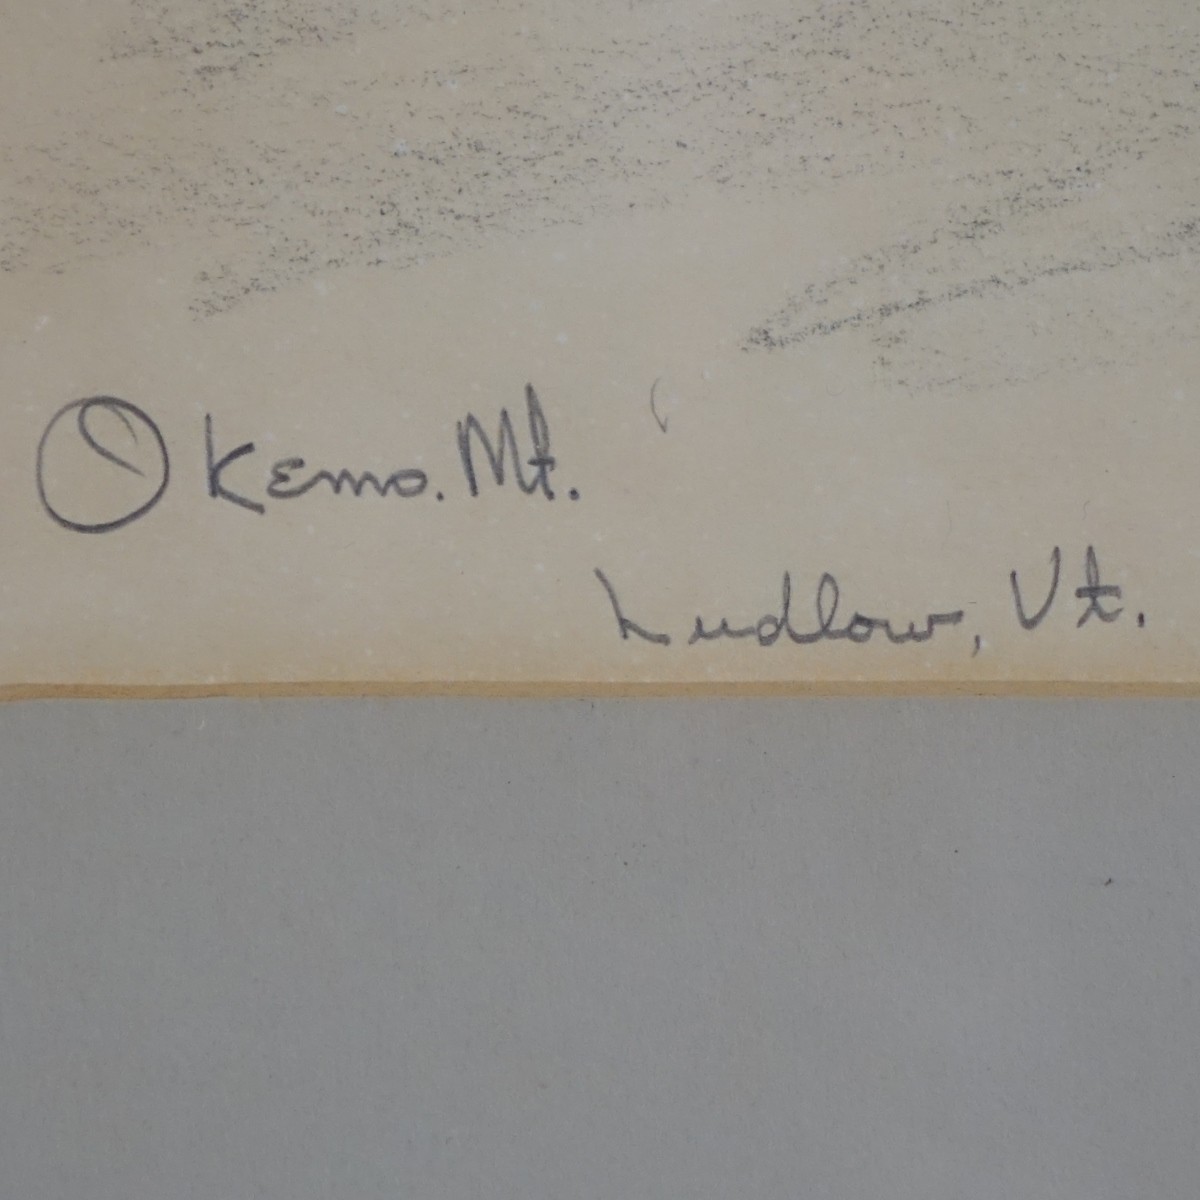 Okemo. Mt.
Ludlow, Vt.